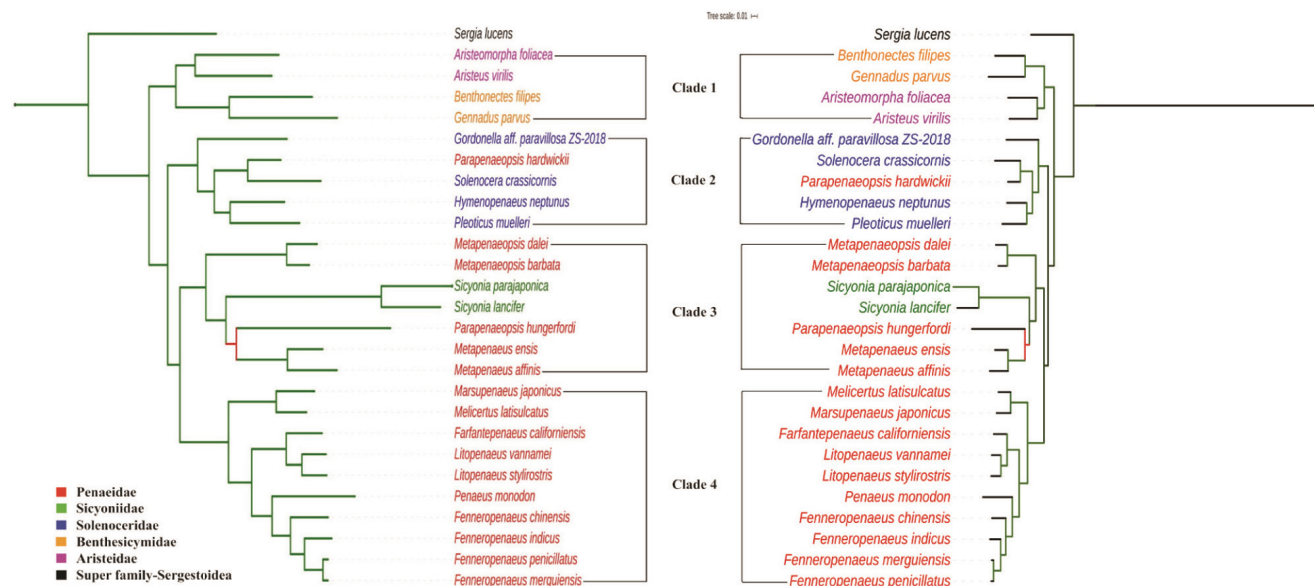 Tree scale: 0.01
Sergia lucens
Aristeomorpha foliacea
Aristeus virilis
Benthonectes filipes
Gennadus parvus
Gordonella aff. paravillosa ZS-2018
Parapenaeopsis hardwickii
Solenocera crassicornis
Hymenopenaeus neptunus
Pleoticus muelleri
Metapenaeopsis dalei
Metapenaeopsis barbata
Sicyonia parajaponica
Sicyonia lancifer
Parapenaeopsis hungerfordi
Metapenaeus ensis
Metapenaeus affinis
Marsupenaeus japonicus
Melicertus latisulcatus
Farfantepenaeus californiensis
Litopenaeus vannamei
Litopenaeus stylirostris
Penaeus monodon
Fenneropenaeus chinensis
Fenneropenaeus indicus
Fenneropenaeus penicillatus
Fenneropenaeus merguiensis
Clade 1
Clade 2
Clade 3
Clade 4
Sergia lucens
Benthonectes filipes
Gennadus parvus
Aristeomorpha foliacea
Aristeus virilis
Gordonella aff. paravillosa ZS-2018
Solenocera crassicornis
Parapenaeopsis hardwickii
Hymenopenaeus neptunus
Pleoticus muelleri
Metapenaeopsis dalei
Metapenaeopsis barbata
Sicyonia parajaponica
Sicyonia lancifer
Parapenaeopsis hungerfordi
Metapenaeus ensis
Metapenaeus affinis
Melicertus latisulcatus
Marsupenaeus japonicus
Farfantepenaeus californiensis
Litopenaeus vannamei
Litopenaeus stylirostris
Penaeus monodon
Fenneropenaeus chinensis
Fenneropenaeus indicus
Fenneropenaeus merguiensis
Fenneropenaeus penicillatus
Penaeidae
Sicyoniidae
Solenoceridae
Benthesicymidae
Aristeidae
Super family-Sergestoidea